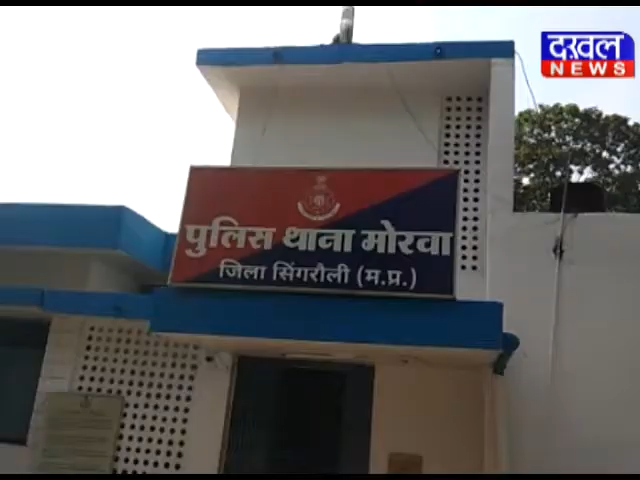 दखल
NEWS
पुलिस थाना मोरवा
जिला सिंगरौली (म.प्र.)